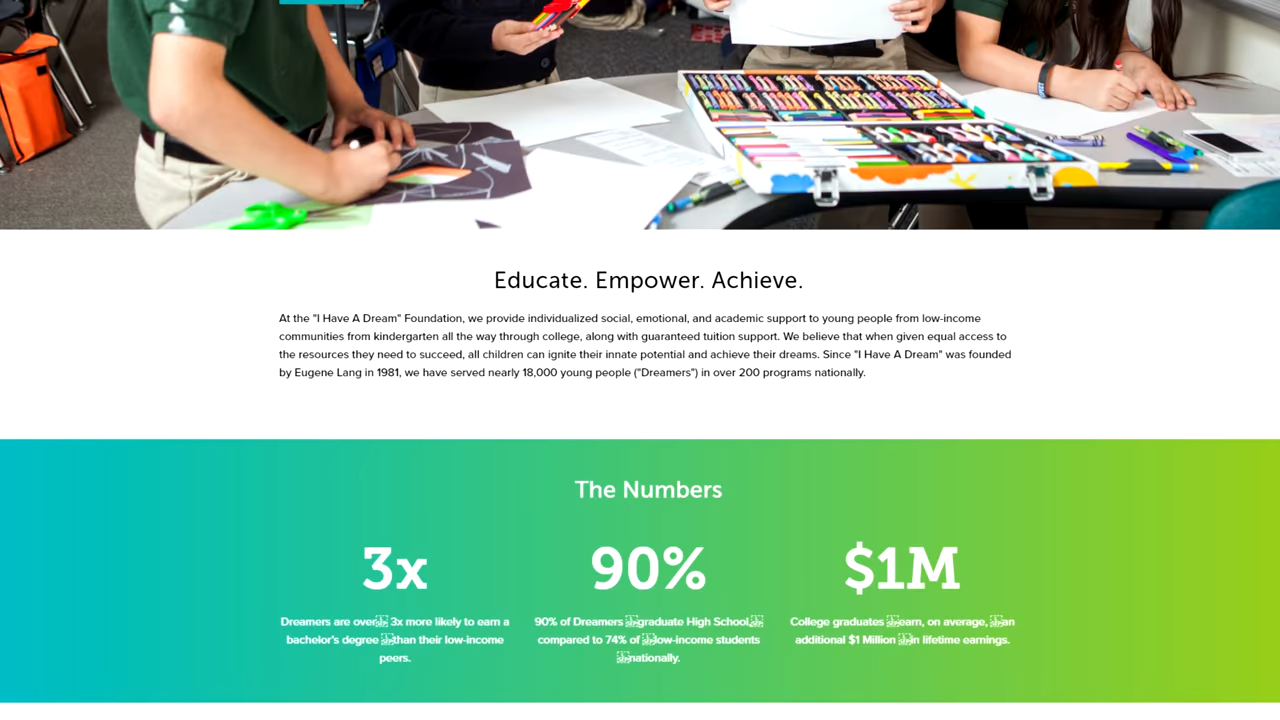 Educate. Empower. Achieve.
At the "I Have A Dream" Foundation, we provide individualized social, emotional, and academic support to young people from low-income
communities from kindergarten all the way through college, along with guaranteed tuition support. We believe that when given equal access to
the resources they need to succeed, all children can ignite their innate potential and achieve their dreams. Since "I Have A Dream" was founded
by Eugene Lang in 1981, we have served nearly 18,000 young people ("Dreamers") in over 200 programs nationally.
The Numbers
3x
90%
$1M
Dreamers are over 3x more likely to earn a
bachelor's degree than their low-income
peers.
90% of Dreamers graduate High School,
compared to 74% of low-income students
nationally.
College graduates earn, on average, an
additional $1 Million in lifetime earnings.